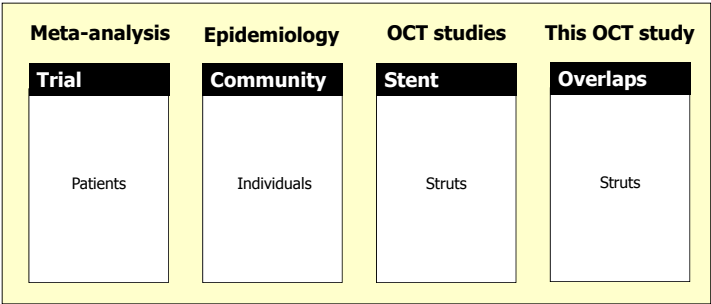 Meta-analysis
Epidemiology
OCT studies
This OCT study
Trial
Community
Stent
Overlaps
Patients
Individuals
Struts
Struts